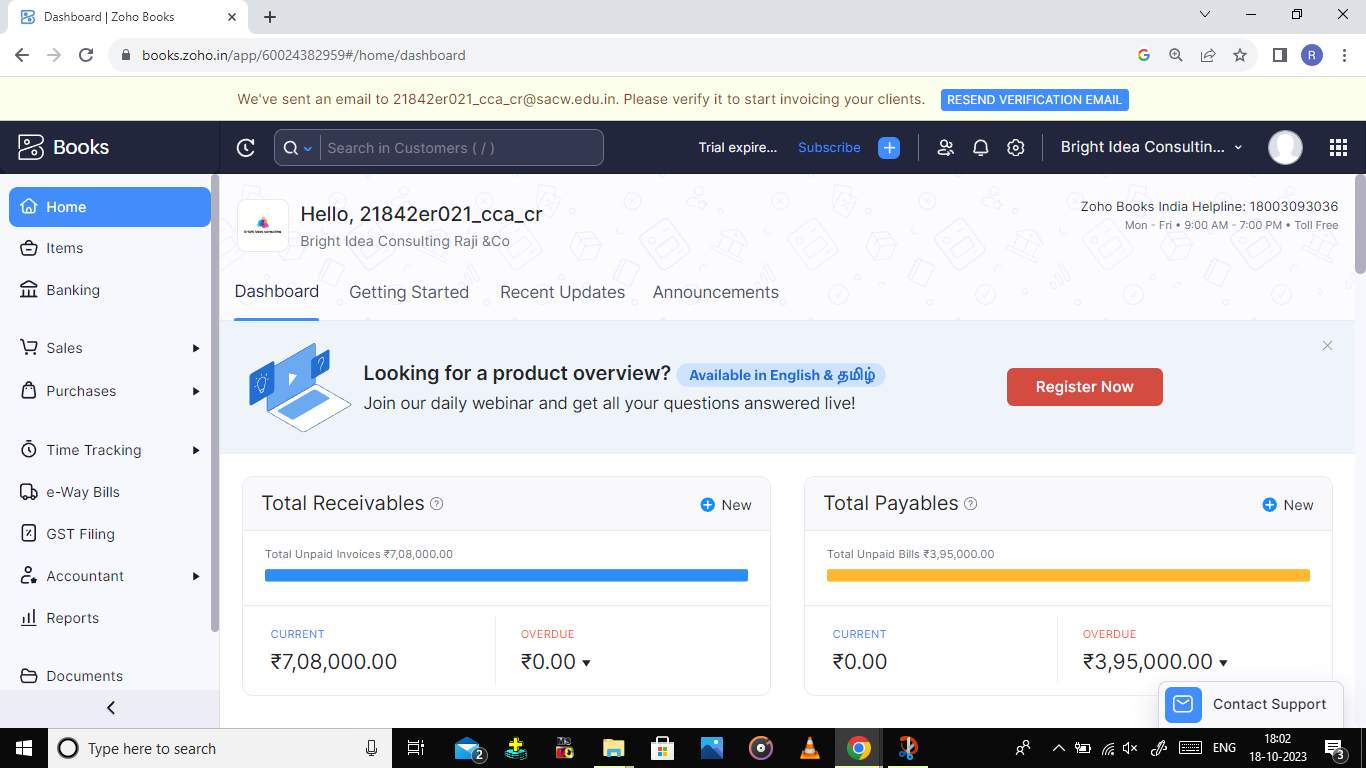 Dashboard | Zoho Books
books.zoho.in/app/60024382959#/home/dashboard
R
We've sent an email to 21842er021_cca_cr@sacw.edu.in. Please verify it to start invoicing your clients. RESEND VERIFICATION EMAIL
Books
Search in Customers ( / )
Trial expire... Subscribe
Bright Idea Consultin...
Home
Items
Banking
Sales
Purchases
Time Tracking
e-Way Bills
GST Filing
Accountant
Reports
Documents
Hello, 21842er021_cca_cr
Bright Idea Consulting Raji &Co
Zoho Books India Helpline: 18003093036
Mon - Fri • 9:00 AM - 7:00 PM • Toll Free
Dashboard Getting Started Recent Updates Announcements
Looking for a product overview? Available in English & தமிழ்
Join our daily webinar and get all your questions answered live!
Register Now
Total Receivables
New
Total Unpaid Invoices ₹7,08,000.00
CURRENT
₹7,08,000.00
OVERDUE
₹0.00
Total Payables
New
Total Unpaid Bills ₹3,95,000.00
CURRENT
₹0.00
OVERDUE
₹3,95,000.00
Contact Support
Type here to search
2
ENG
18:02
18-10-2023
3